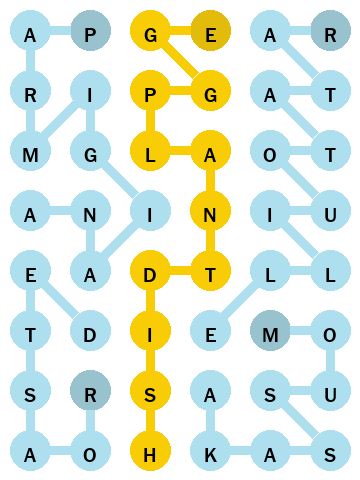 A P G E A R
R I P G A T
M G L A O T
A N I N I U
E A D T L L
T D I E M O
S R S A S U
A O H K A S